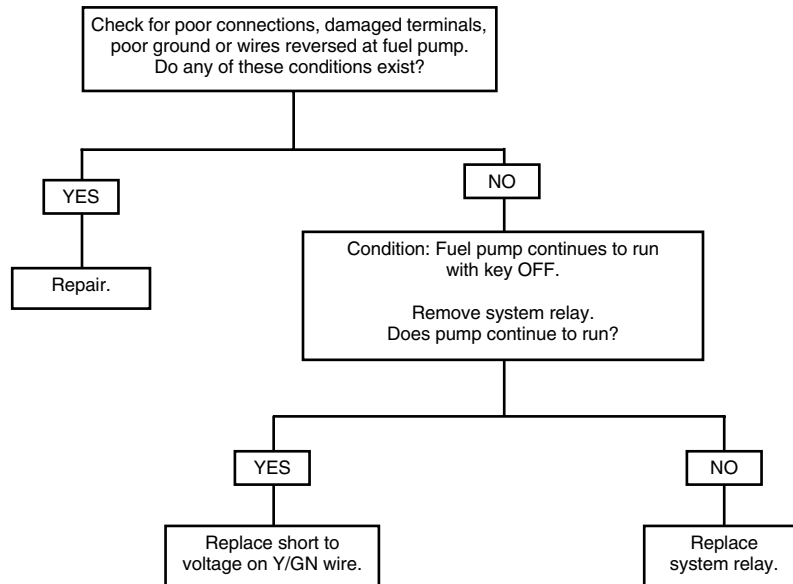 Check for poor connections, damaged terminals,
poor ground or wires reversed at fuel pump.
Do any of these conditions exist?
YES
NO
Repair.
Condition: Fuel pump continues to run
with key OFF.
Remove system relay.
Does pump continue to run?
YES
NO
Replace short to
voltage on Y/GN wire.
Replace
system relay.